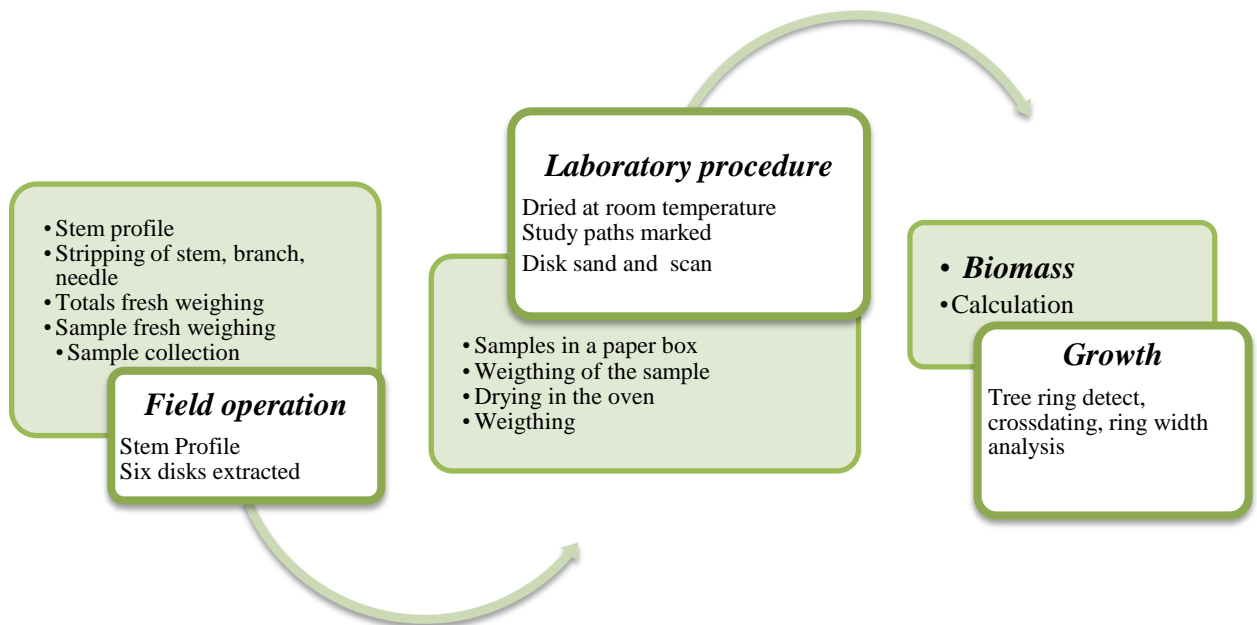 • Stem profile
• Stripping of stem, branch,
needle
• Totals fresh weighing
• Sample fresh weighing
• Sample collection
Field operation
Stem Profile
Six disks extracted
Laboratory procedure
Dried at room temperature
Study paths marked
Disk sand and scan
• Samples in a paper box
• Weigthing of the sample
• Drying in the oven
• Weigthing
• Biomass
• Calculation
Growth
Tree ring detect,
crossdating, ring width
analysis